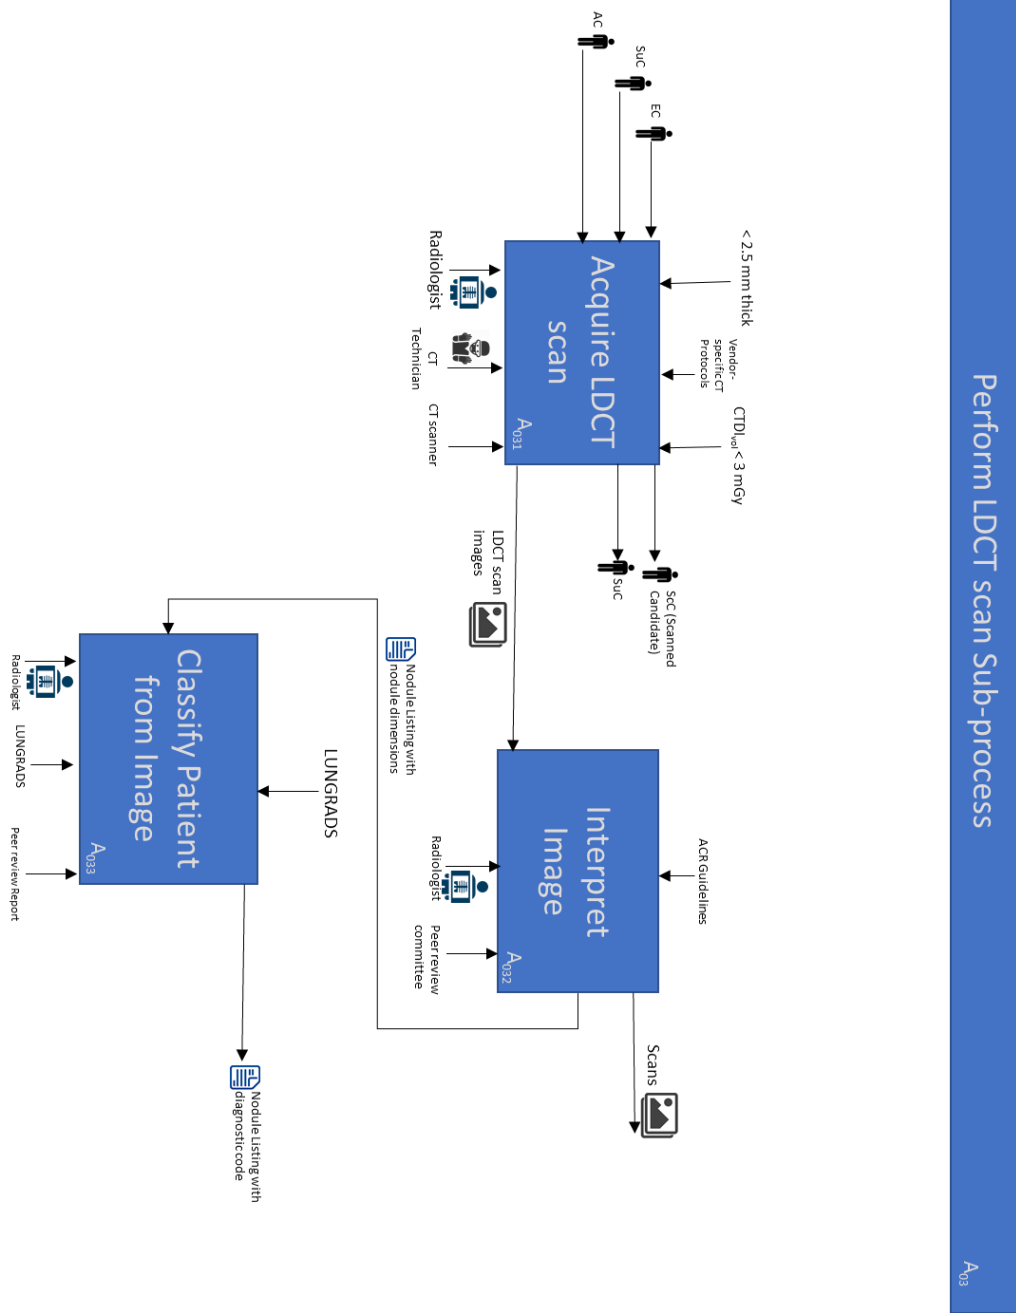 Perform LDCT scan Sub-process
A03
AC
SuC
EC
< 2.5 mm thick
Vendor-
specific CT
Protocols
CTDIvol < 3 mGy
Acquire LDCT
scan
A031
Radiologist
CT
Technician
CT scanner
SoC (Scanned
Candidate)
SuC
LDCT scan
images
ACR Guidelines
Interpret
Image
A032
Radiologist
Peer review
committee
Scans
Nodule Listing with
nodule dimensions
LUNGRADS
Classify Patient
from Image
A033
Radiologist
LUNGRADS
Peer review Report
Nodule Listing with
diagnostic code